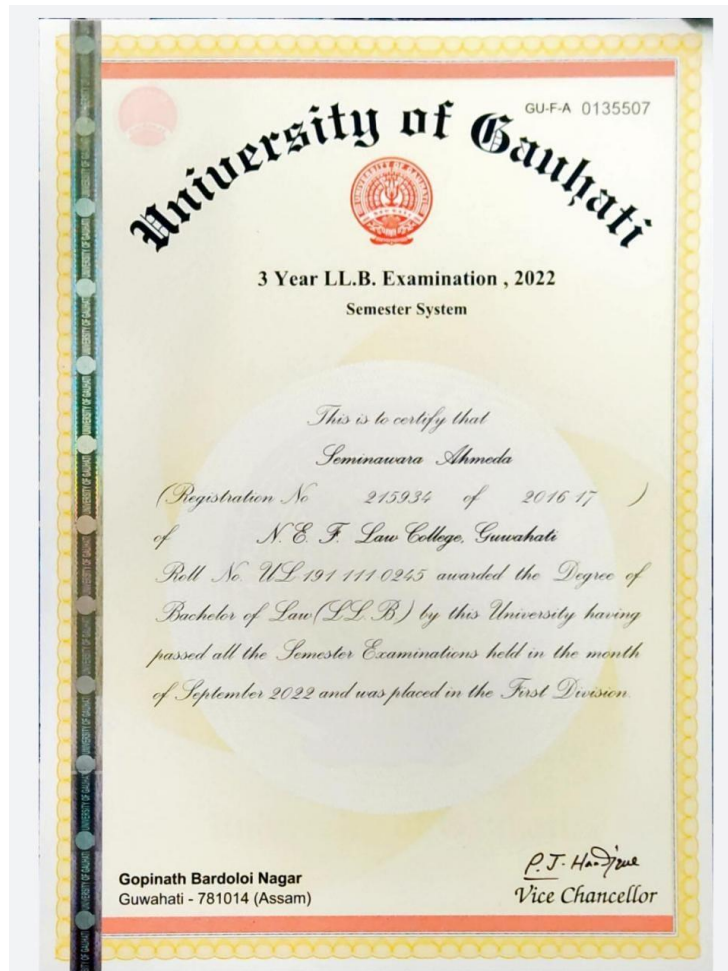 GU-F-A 0135507
University of Gauhati
UNIVERSITY OF GAUHATI
3 Year LL.B. Examination , 2022
Semester System
This is to certify that
Seminawara Ahmeda
(Registration No 215934 of 2016-17 )
of N. E. F. Law College, Guwahati
Roll No. UL 191 111 0245 awarded the Degree of
Bachelor of Law (LL.B) by this University having
passed all the Semester Examinations held in the month
of September 2022 and was placed in the First Division.
P. J. Handique
Gopinath Bardoloi Nagar
Guwahati - 781014 (Assam)
Vice Chancellor